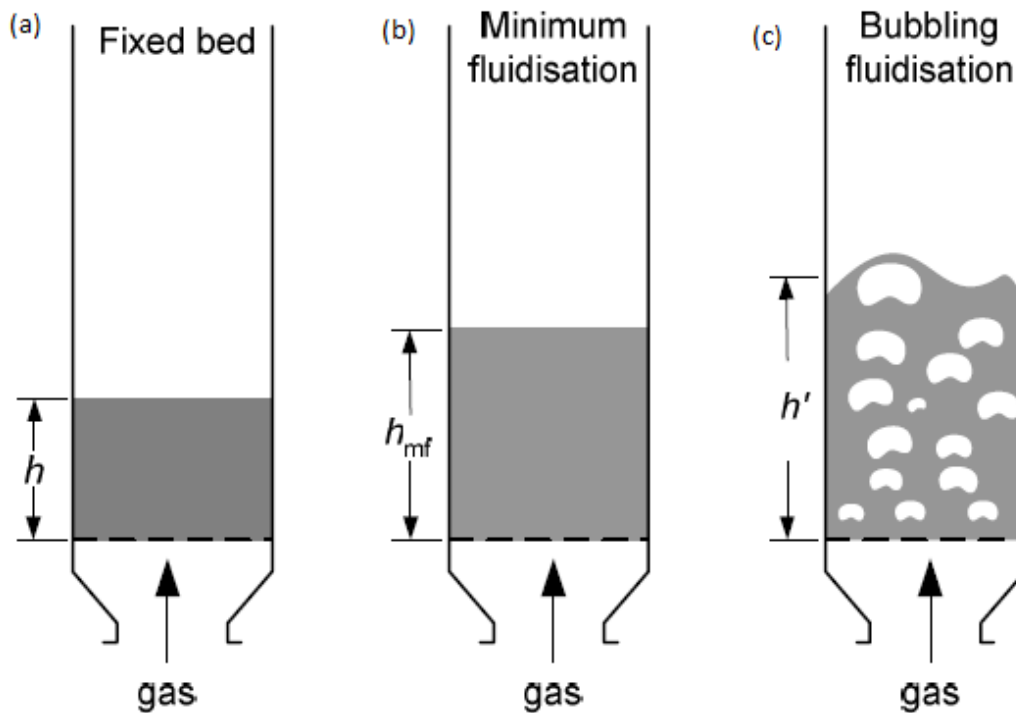 (a)
Fixed bed
h
gas
(b)
Minimum
fluidisation
hmf
gas
(c)
Bubbling
fluidisation
h'
gas